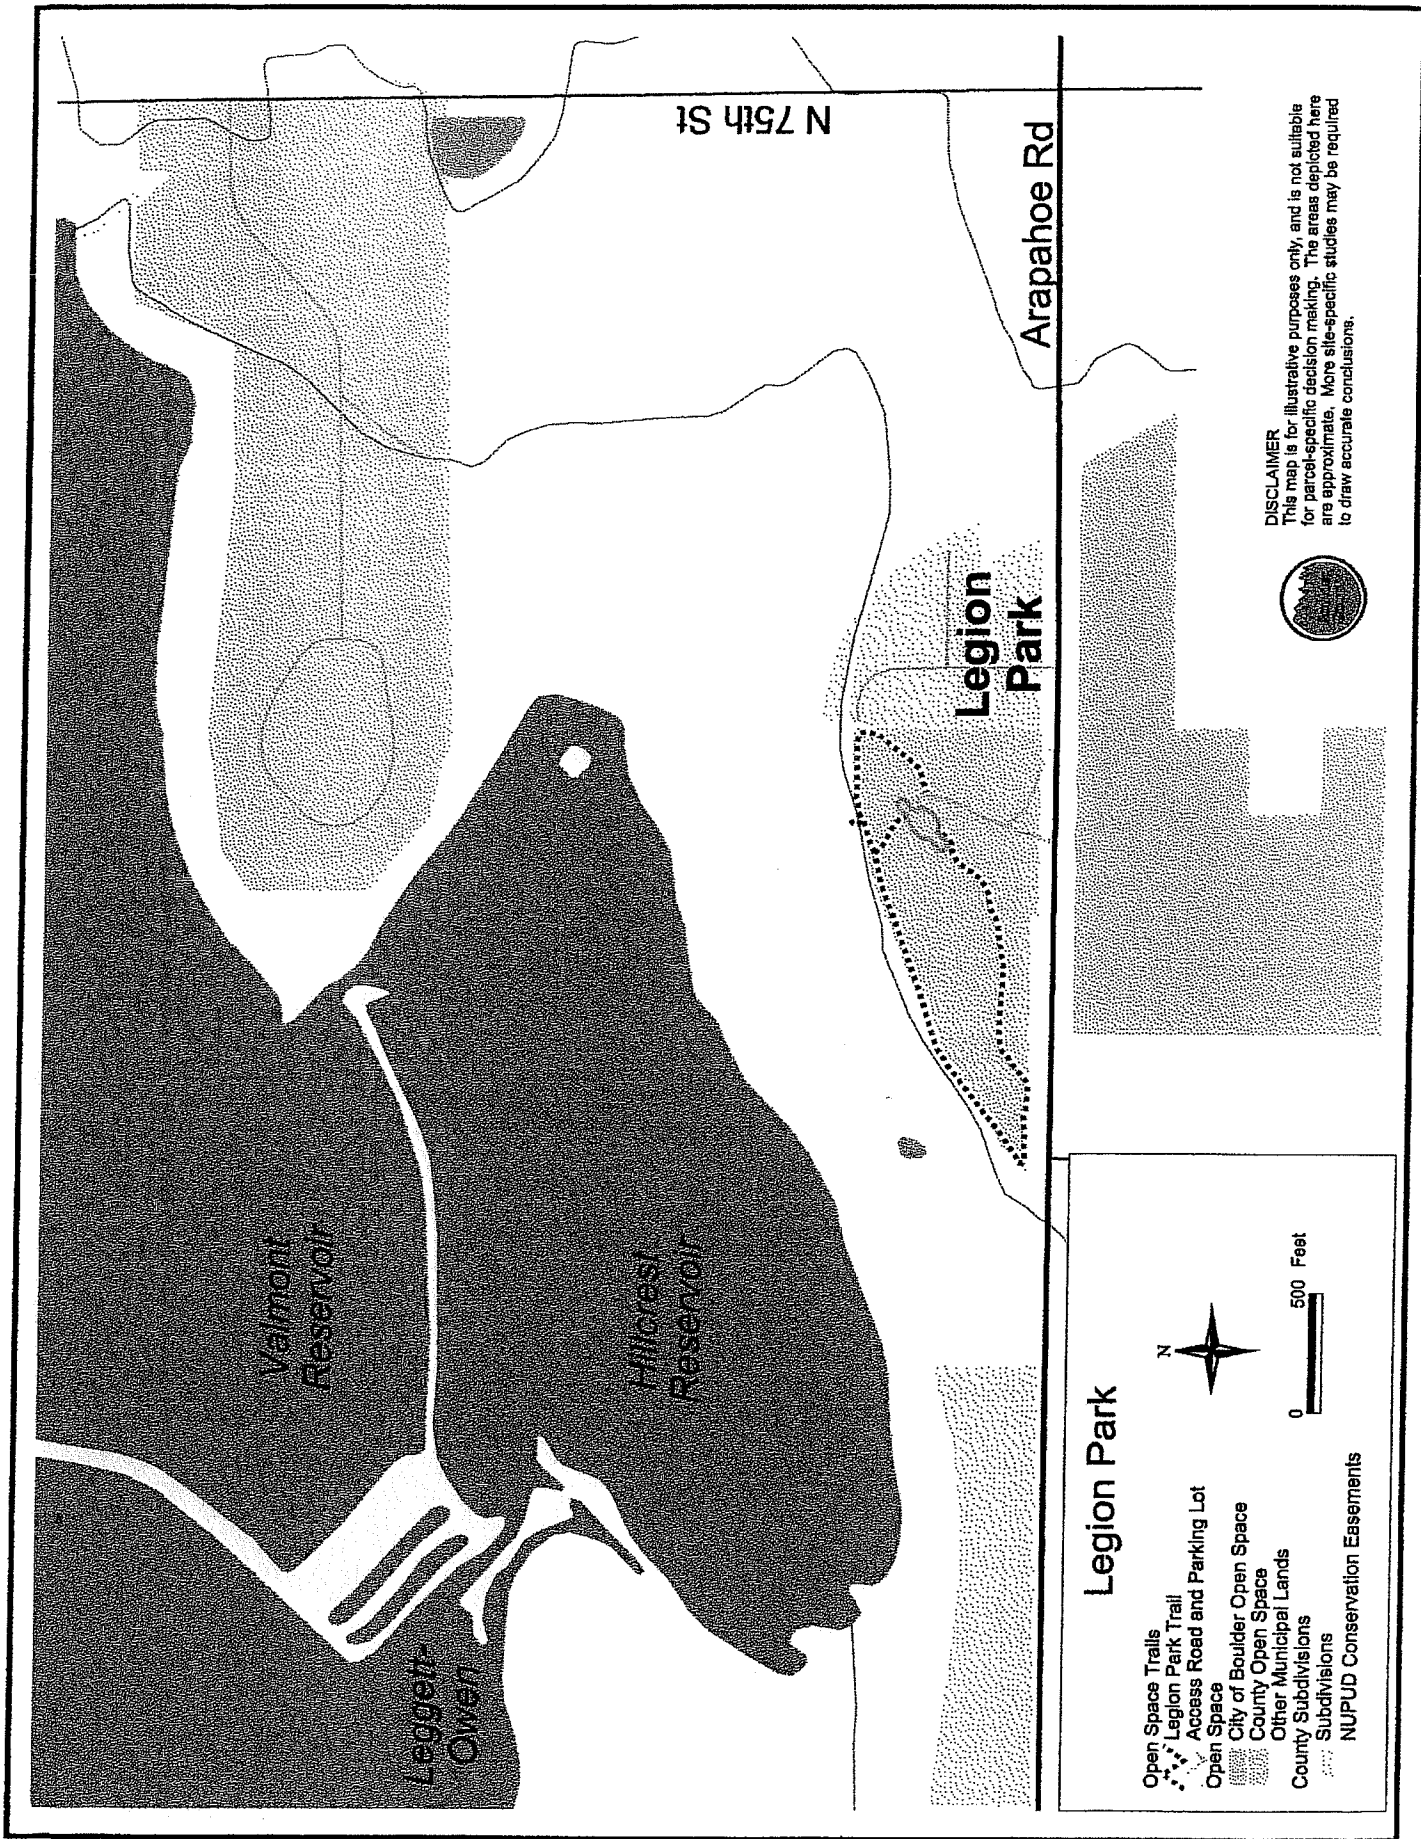 Valmont
Reservoir
Hillcrest
Reservoir
Leggett-
Owen
N 75th St
Arapahoe Rd
Legion
Park
Legion Park
Open Space Trails
Legion Park Trail
Access Road and Parking Lot
Open Space
City of Boulder Open Space
County Open Space
Other Municipal Lands
County Subdivisions
Subdivisions
NUPUD Conservation Easements
N
0 500 Feet
DISCLAIMER
This map is for illustrative purposes only, and is not suitable
for parcel-specific decision making. The areas depicted here
are approximate. More site-specific studies may be required
to draw accurate conclusions.